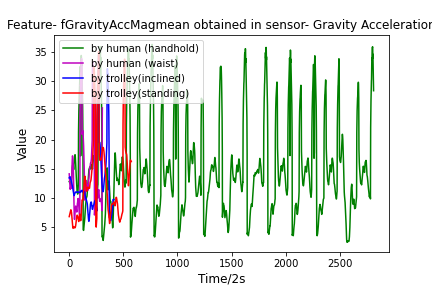 Feature- fGravityAccMagmean obtained in sensor- Gravity Acceleration
by human (handhold)
by human (waist)
by trolley(inclined)
by trolley(standing)
Value
35
30
25
20
15
10
5
0 500 1000 1500 2000 2500
Time/2s